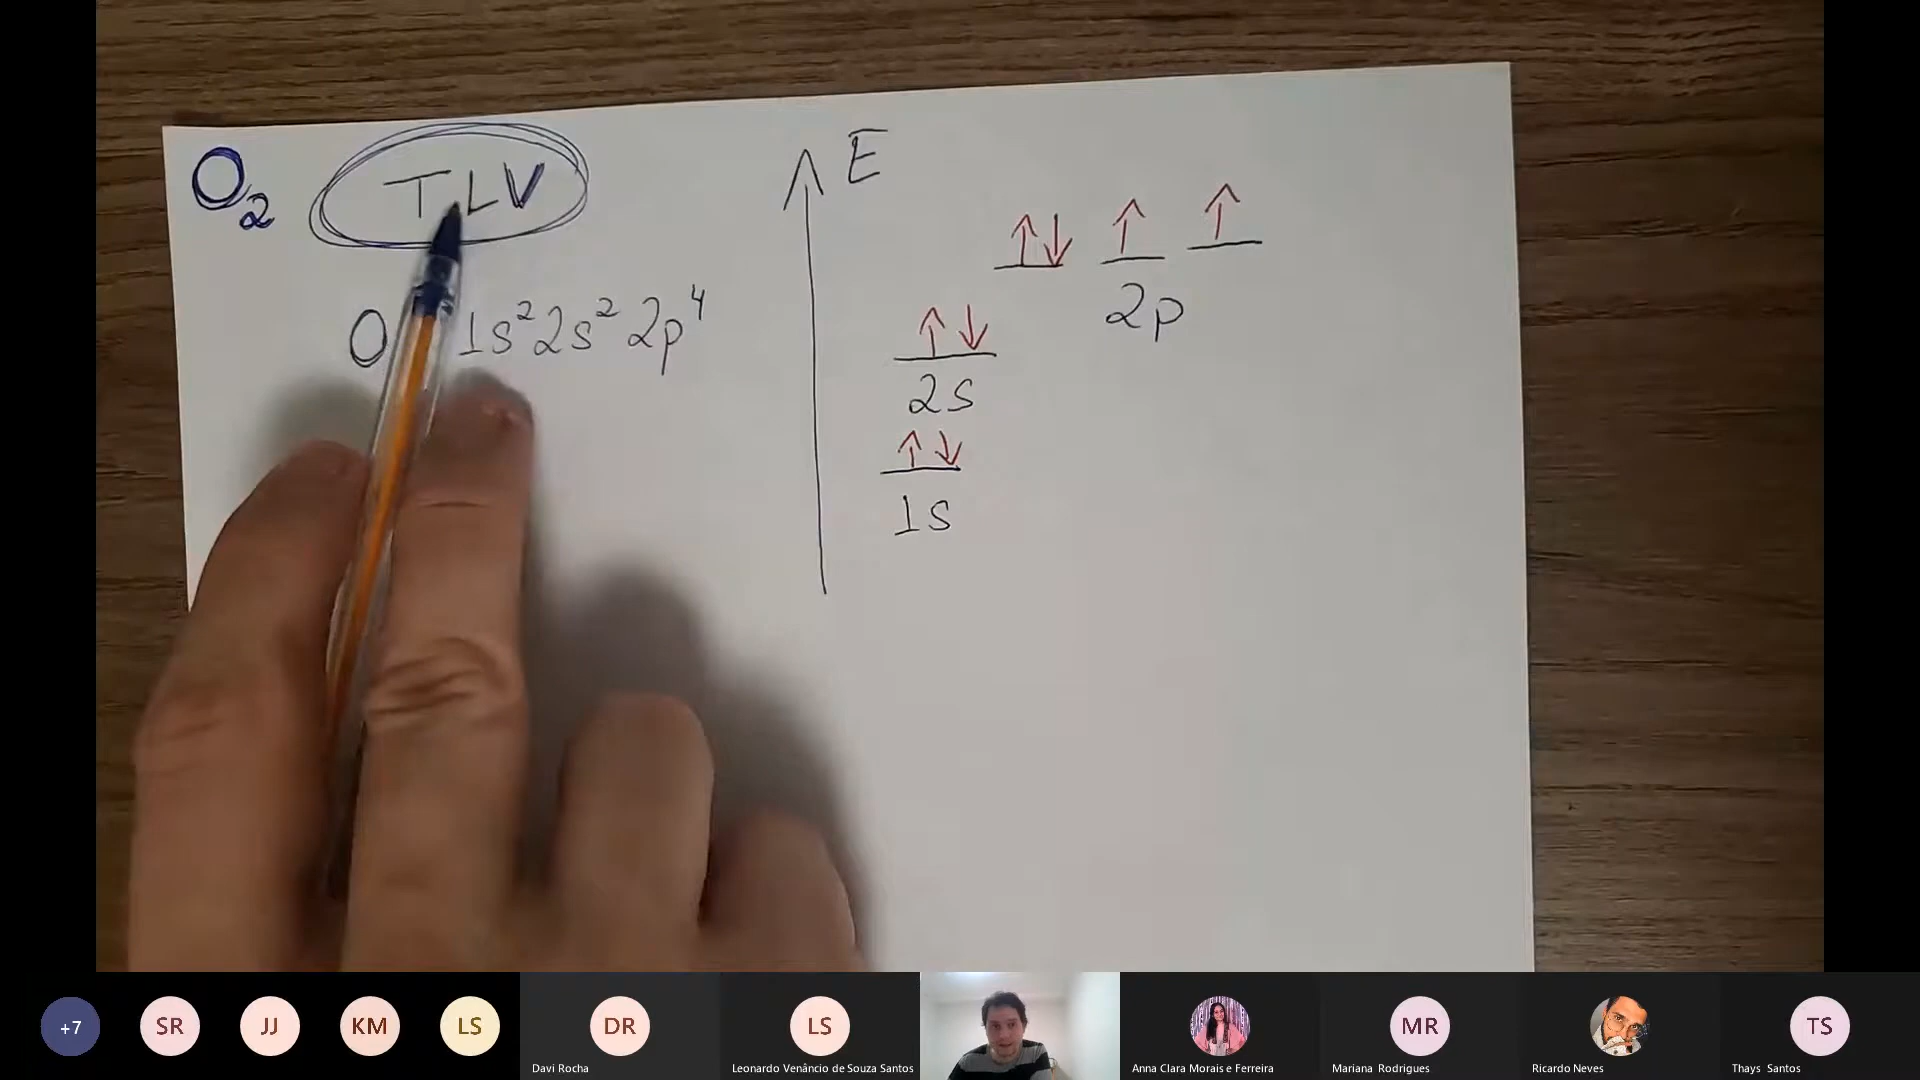 O₂ TLV
↑ E
O 1s² 2s² 2p⁴
↑↓ ↑ ↑
2p
↑↓
2s
↑↓
1s
+7 SR JJ KM LS DR LS MR TS
Davi Rocha Leonardo Venâncio de Souza Santos Anna Clara Morais e Ferreira Mariana Rodrigues Ricardo Neves Thays Santos